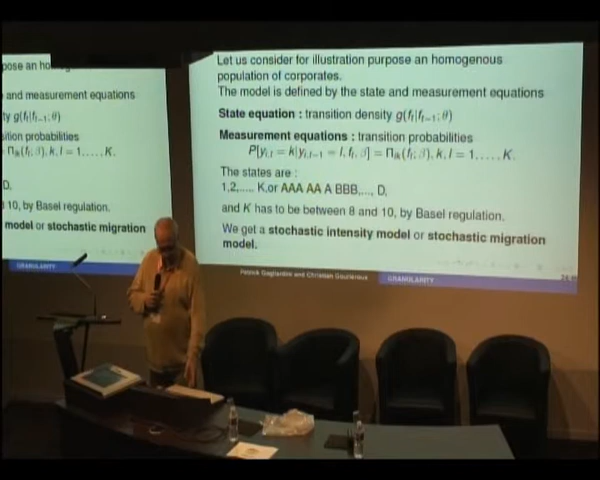 pose an
and measurement equations
ty g(fₜ|fₜ₋₁; θ)
sition probabilities
= Πₗₖ(fₜ; β), k, l = 1, . . . , K.
D,
10, by Basel regulation.
model or stochastic migration
GRANULARITY
Let us consider for illustration purpose an homogenous
population of corporates.
The model is defined by the state and measurement equations
State equation : transition density g(fₜ|fₜ₋₁; θ)
Measurement equations : transition probabilities
P[yᵢ,ₜ = k|yᵢ,ₜ₋₁ = l, fₜ, β] = Πₗₖ(fₜ; β), k, l = 1, . . . , K.
The states are :
1,2,..., K,or AAA AA A BBB,..., D,
and K has to be between 8 and 10, by Basel regulation.
We get a stochastic intensity model or stochastic migration
model.
Patrick Gagliardini and Christian Gouriéroux GRANULARITY